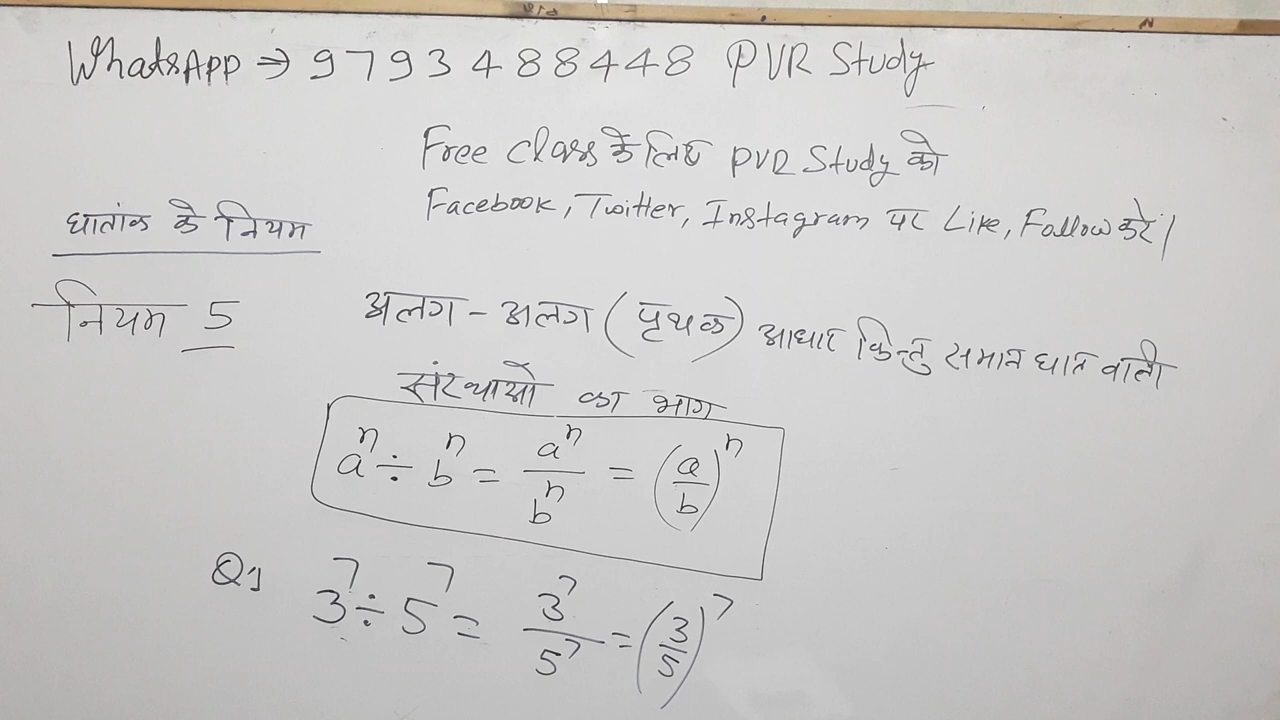 WhatsApp ⇒ 9793488448 PVR Study
Free class के लिए PVR Study को
Facebook, Twitter, Instagram पर Like, Follow करें।
घातांक के नियम
नियम 5 अलग-अलग (पृथक) आधार किन्तु समान घात वाली
संख्याओं का भाग
aⁿ ÷ bⁿ = aⁿ/bⁿ = (a/b)ⁿ
Q.1 3⁷ ÷ 5⁷ = 3⁷/5⁷ = (3/5)⁷